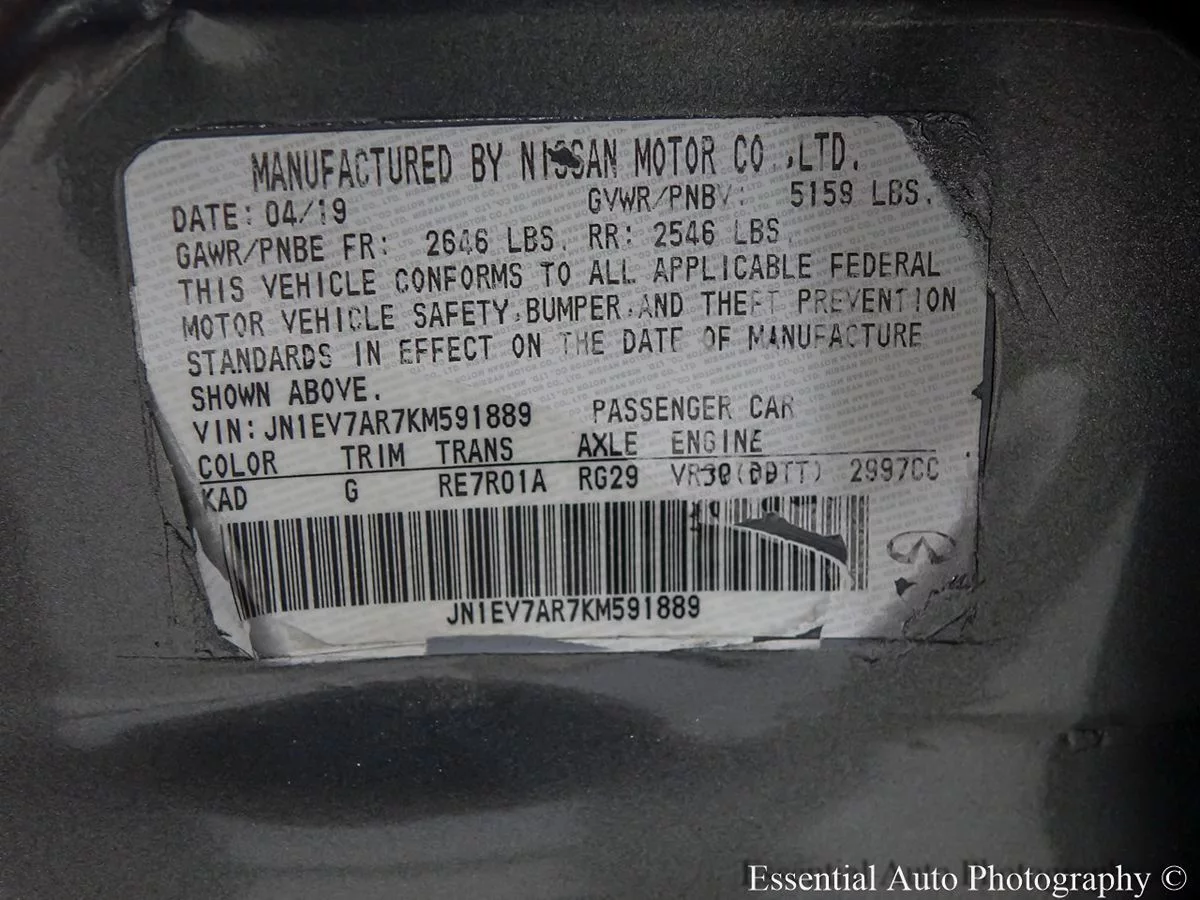 MANUFACTURED BY NISSAN MOTOR CO.,LTD.
DATE: 04/19 GVWR/PNBV: 5159 LBS.
GAWR/PNBE FR: 2646 LBS. RR: 2546 LBS.
THIS VEHICLE CONFORMS TO ALL APPLICABLE FEDERAL
MOTOR VEHICLE SAFETY,BUMPER,AND THEFT PREVENTION
STANDARDS IN EFFECT ON THE DATE OF MANUFACTURE
SHOWN ABOVE.
VIN: JN1EV7AR7KM591889 PASSENGER CAR
COLOR TRIM TRANS AXLE ENGINE
KAD G RE7R01A RG29 VR30(DDTT) 2997CC
JN1EV7AR7KM591889
Essential Auto Photography ©